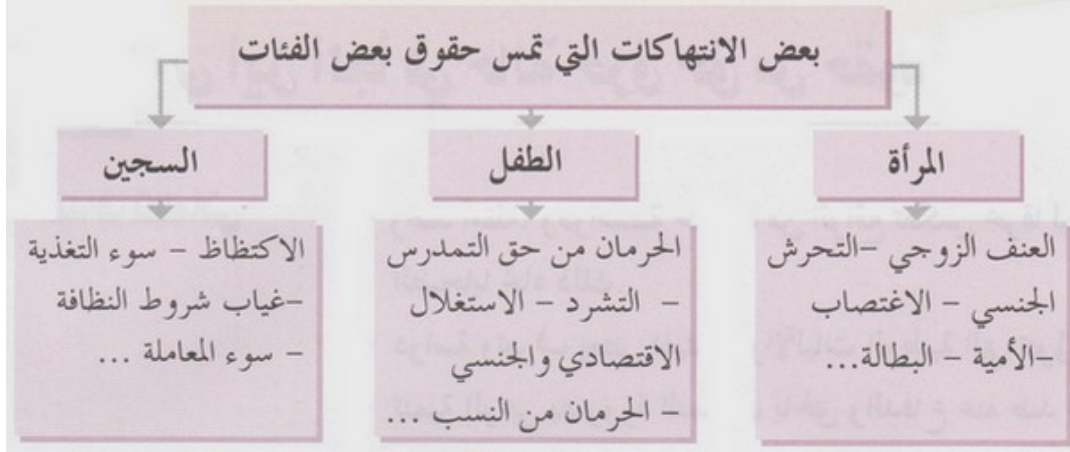 بعض الانتهاكات التي تمس حقوق بعض الفئات
المرأة
العنف الزوجي –التحرش
الجنسي – الاغتصاب
–الأمية – البطالة...
الطفل
الحرمان من حق التمدرس
– التشرد – الاستغلال
الاقتصادي والجنسي
– الحرمان من النسب ...
السجين
الاكتظاظ – سوء التغذية
–غياب شروط النظافة
– سوء المعاملة ...